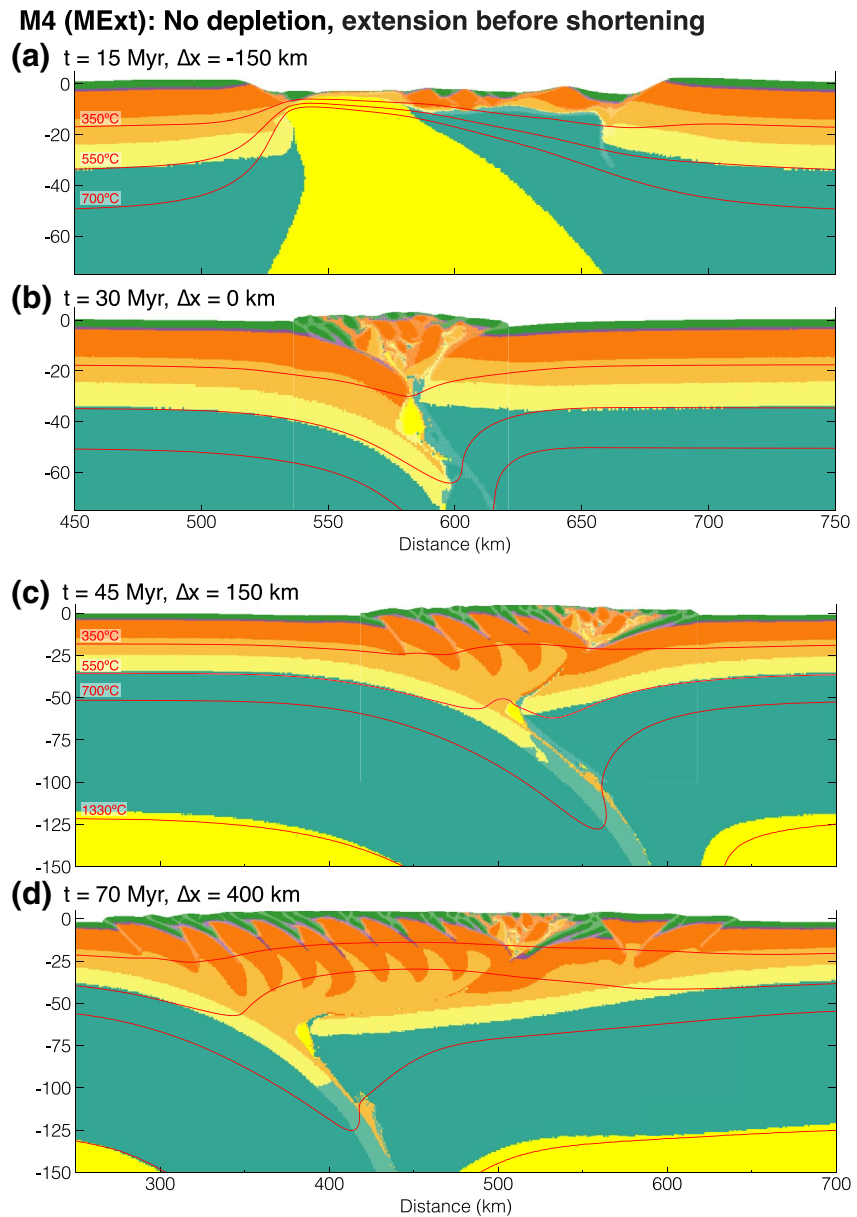 M4 (MExt): No depletion, extension before shortening
(a) t = 15 Myr, Δx = -150 km
0
350ºC
-20
550ºC
-40
700ºC
-60
(b) t = 30 Myr, Δx = 0 km
0
-20
-40
-60
450 500 550 600 650 700 750
Distance (km)
(c) t = 45 Myr, Δx = 150 km
0
350ºC
-25
550ºC
-50
700ºC
-75
-100
1330ºC
-125
-150
(d) t = 70 Myr, Δx = 400 km
0
-25
-50
-75
-100
-125
-150
300 400 500 600 700
Distance (km)